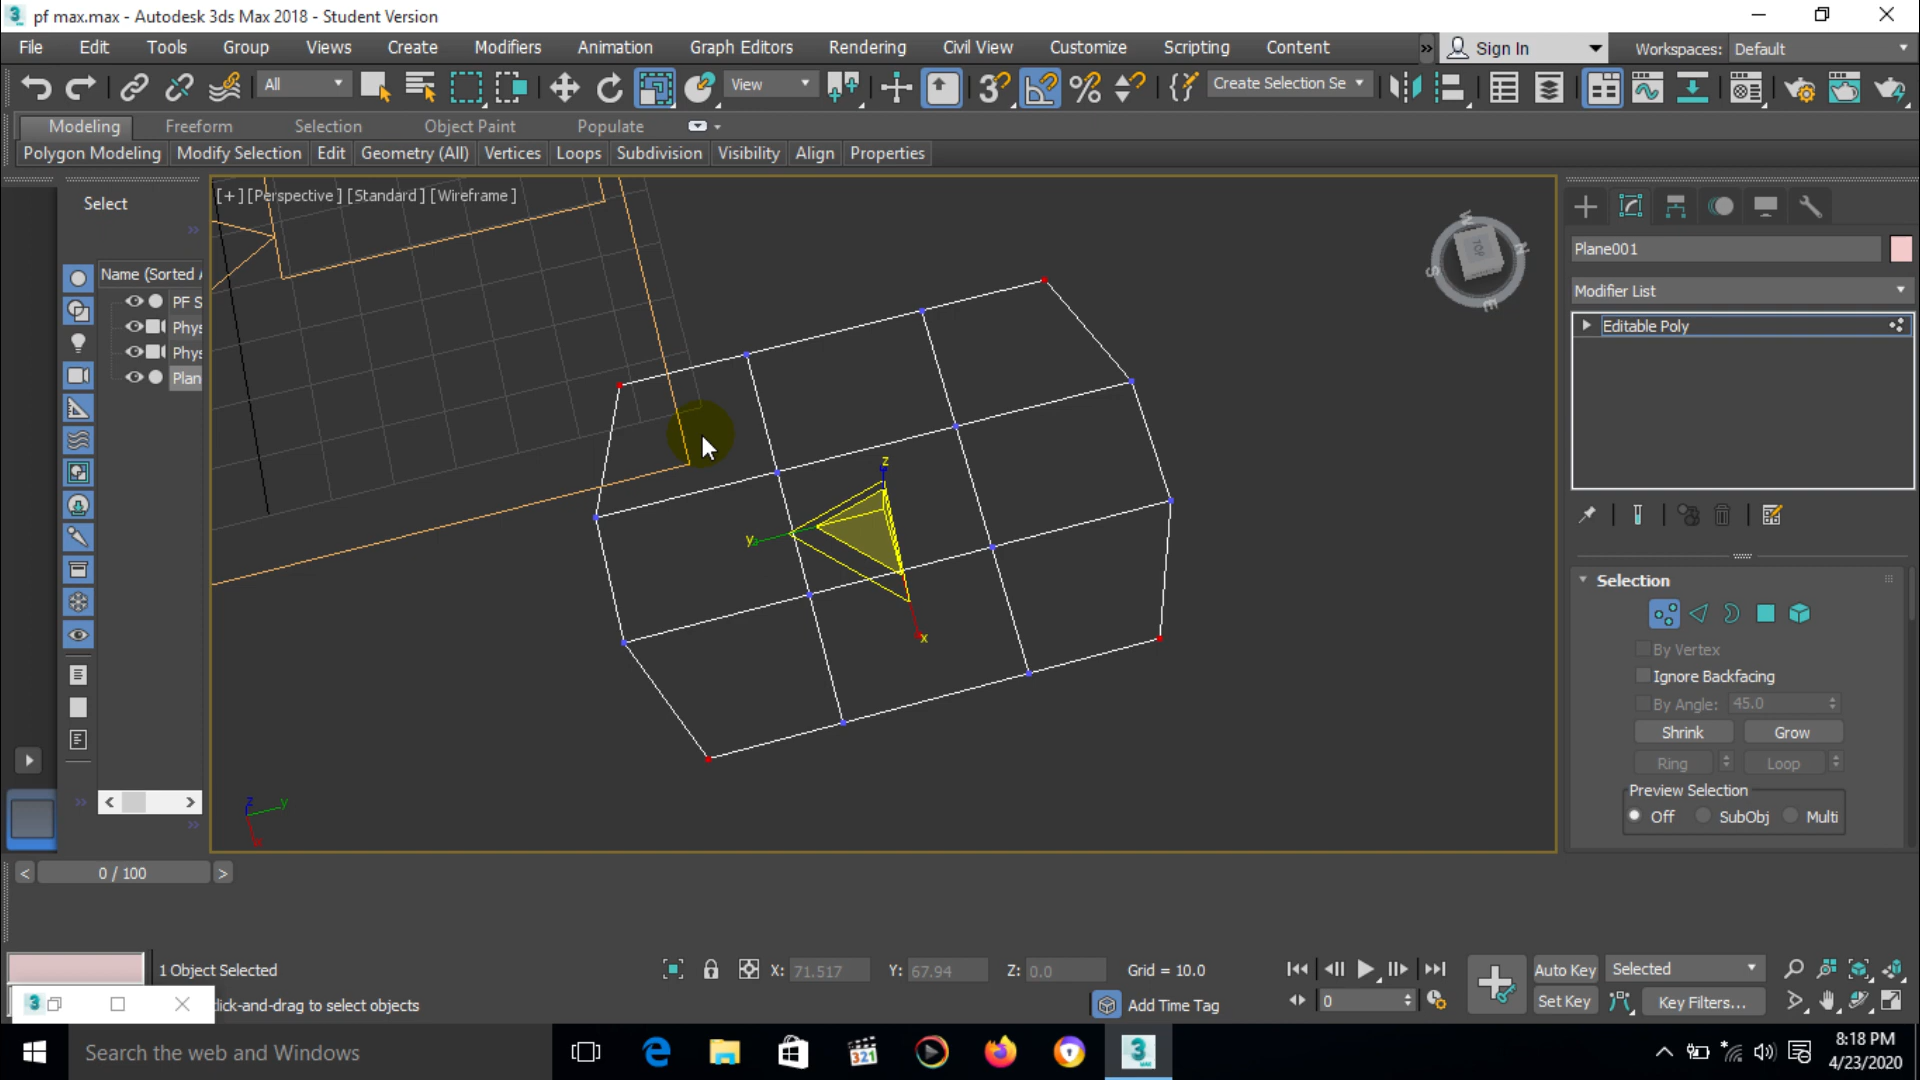 pf max.max - Autodesk 3ds Max 2018 - Student Version
File Edit Tools Group Views Create Modifiers Animation Graph Editors Rendering Civil View Customize Scripting Content » Sign In Workspaces: Default
All View 3 Create Selection Se
Modeling Freeform Selection Object Paint Populate
Polygon Modeling Modify Selection Edit Geometry (All) Vertices Loops Subdivision Visibility Align Properties
Select
[+] [Perspective] [Standard] [Wireframe]
Name (Sorted A
PF S
Phys
Phys
Plan
W N S E TOP
z
y
x
z y
Plane001
Modifier List
Editable Poly
Selection
By Vertex
Ignore Backfacing
By Angle: 45.0
Shrink Grow
Ring Loop
Preview Selection
Off SubObj Multi
< 0 / 100 >
1 Object Selected X: 71.517 Y: 67.94 Z: 0.0 Grid = 10.0 Auto Key Selected
3 lick-and-drag to select objects Add Time Tag 0 Set Key Key Filters...
Search the web and Windows 321 3 MAX 8:18 PM
4/23/2020